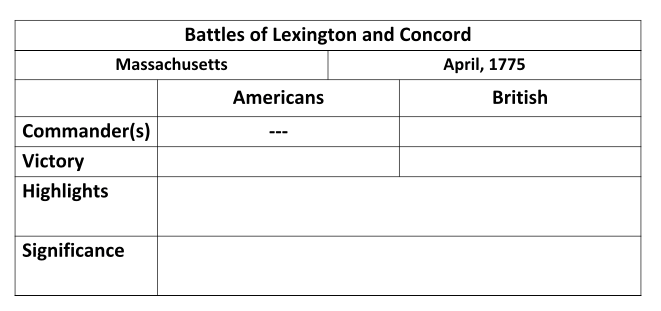 Battles of Lexington and Concord
Massachusetts April, 1775
Americans British
Commander(s) ---
Victory
Highlights
Significance